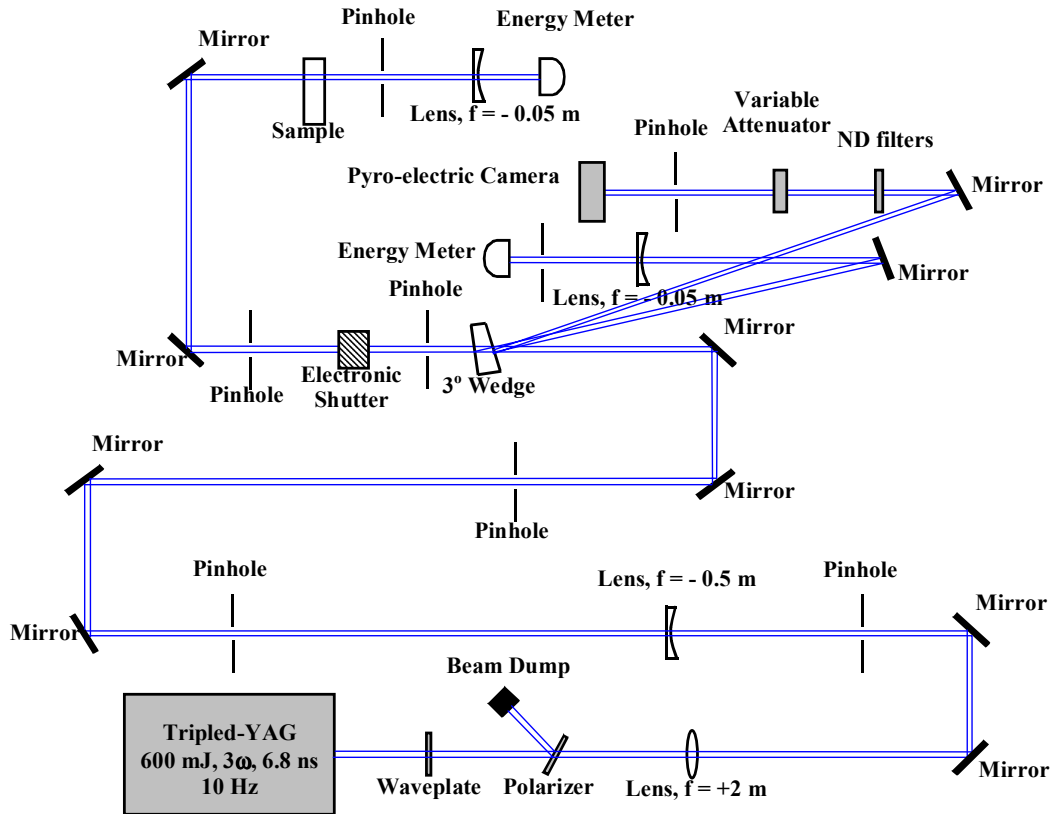 Pinhole
Energy Meter
Mirror
Lens, f = - 0.05 m
Sample
Variable
Attenuator
Pinhole
ND filters
Pyro-electric Camera
Mirror
Energy Meter
Mirror
Lens, f = - 0.05 m
Pinhole
Mirror
Mirror
Pinhole
Electronic
Shutter
3º Wedge
Mirror
Mirror
Pinhole
Pinhole
Lens, f = - 0.5 m
Pinhole
Mirror
Mirror
Beam Dump
Tripled-YAG
600 mJ, 3ω, 6.8 ns
10 Hz
Waveplate
Polarizer
Lens, f = +2 m
Mirror